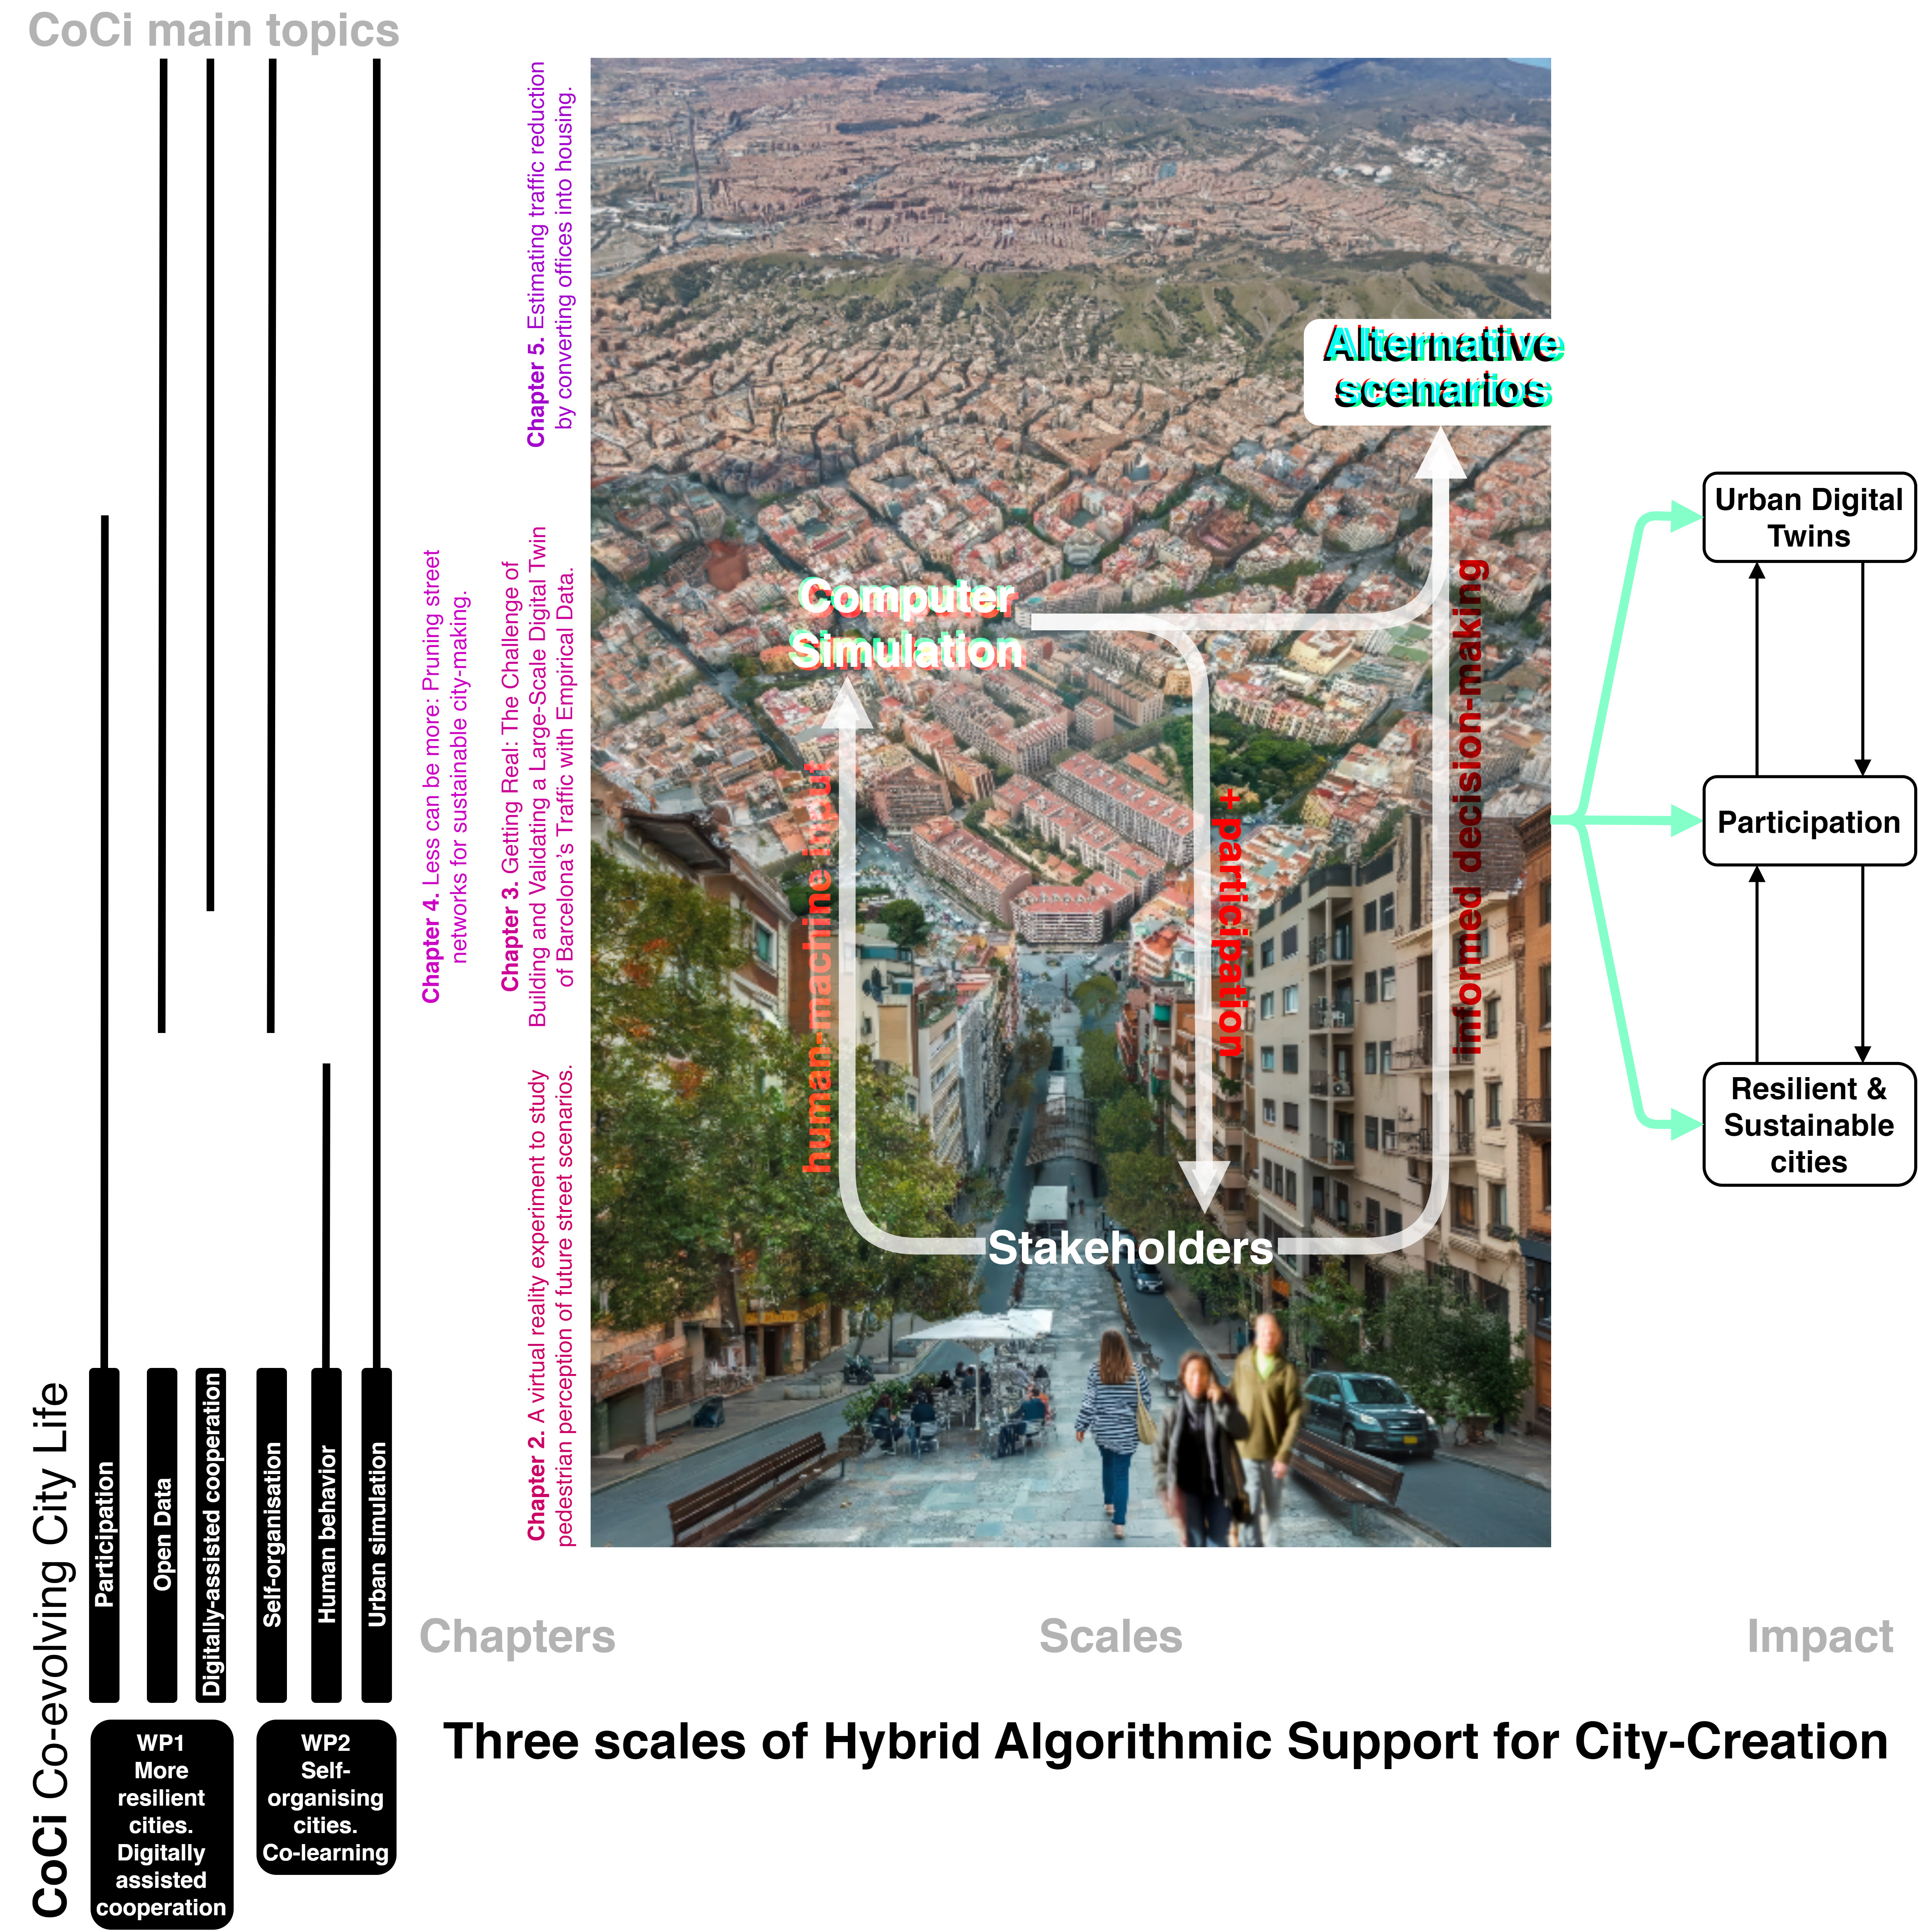 CoCi main topics
Chapter 5. Estimating traffic reduction
by converting offices into housing.
Chapter 4. Less can be more: Pruning street
networks for sustainable city-making.
Chapter 3. Getting Real: The Challenge of
Building and Validating a Large-Scale Digital Twin
of Barcelona's Traffic with Empirical Data.
Chapter 2. A virtual reality experiment to study
pedestrian perception of future street scenarios.
Alternative
scenarios
Computer
Simulation
human-machine input
+participation
informed decision-making
Stakeholders
Urban Digital
Twins
Participation
Resilient &
Sustainable
cities
CoCi Co-evolving City Life
Participation
Open Data
Digitally-assisted cooperation
Self-organisation
Human behavior
Urban simulation
WP1
More
resilient
cities.
Digitally
assisted
cooperation
WP2
Self-
organising
cities.
Co-learning
Chapters
Scales
Impact
Three scales of Hybrid Algorithmic Support for City-Creation